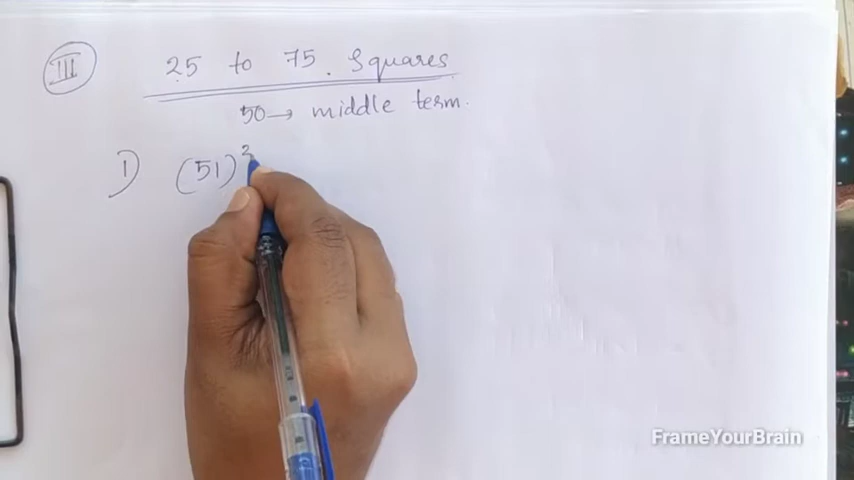 III 25 to 75. Squares
50 → middle term.
1) (51)²
FrameYourBrain